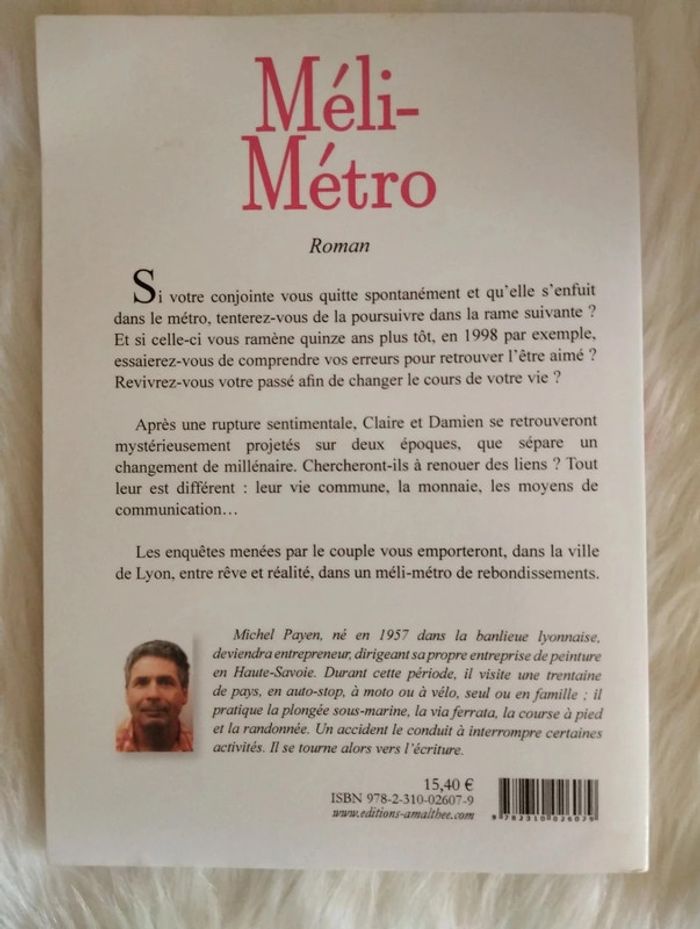 Méli-
Métro
Roman
Si votre conjointe vous quitte spontanément et qu'elle s'enfuit
dans le métro, tenterez-vous de la poursuivre dans la rame suivante ?
Et si celle-ci vous ramène quinze ans plus tôt, en 1998 par exemple,
essaierez-vous de comprendre vos erreurs pour retrouver l'être aimé ?
Revivrez-vous votre passé afin de changer le cours de votre vie ?
Après une rupture sentimentale, Claire et Damien se retrouveront
mystérieusement projetés sur deux époques, que sépare un
changement de millénaire. Chercheront-ils à renouer des liens ? Tout
leur est différent : leur vie commune, la monnaie, les moyens de
communication…
Les enquêtes menées par le couple vous emporteront, dans la ville
de Lyon, entre rêve et réalité, dans un méli-métro de rebondissements.
Michel Payen, né en 1957 dans la banlieue lyonnaise,
deviendra entrepreneur, dirigeant sa propre entreprise de peinture
en Haute-Savoie. Durant cette période, il visite une trentaine
de pays, en auto-stop, à moto ou à vélo, seul ou en famille ; il
pratique la plongée sous-marine, la via ferrata, la course à pied
et la randonnée. Un accident le conduit à interrompre certaines
activités. Il se tourne alors vers l'écriture.
15,40 €
ISBN 978-2-310-02607-9
www.editions-amalthee.com
9 782310 026079